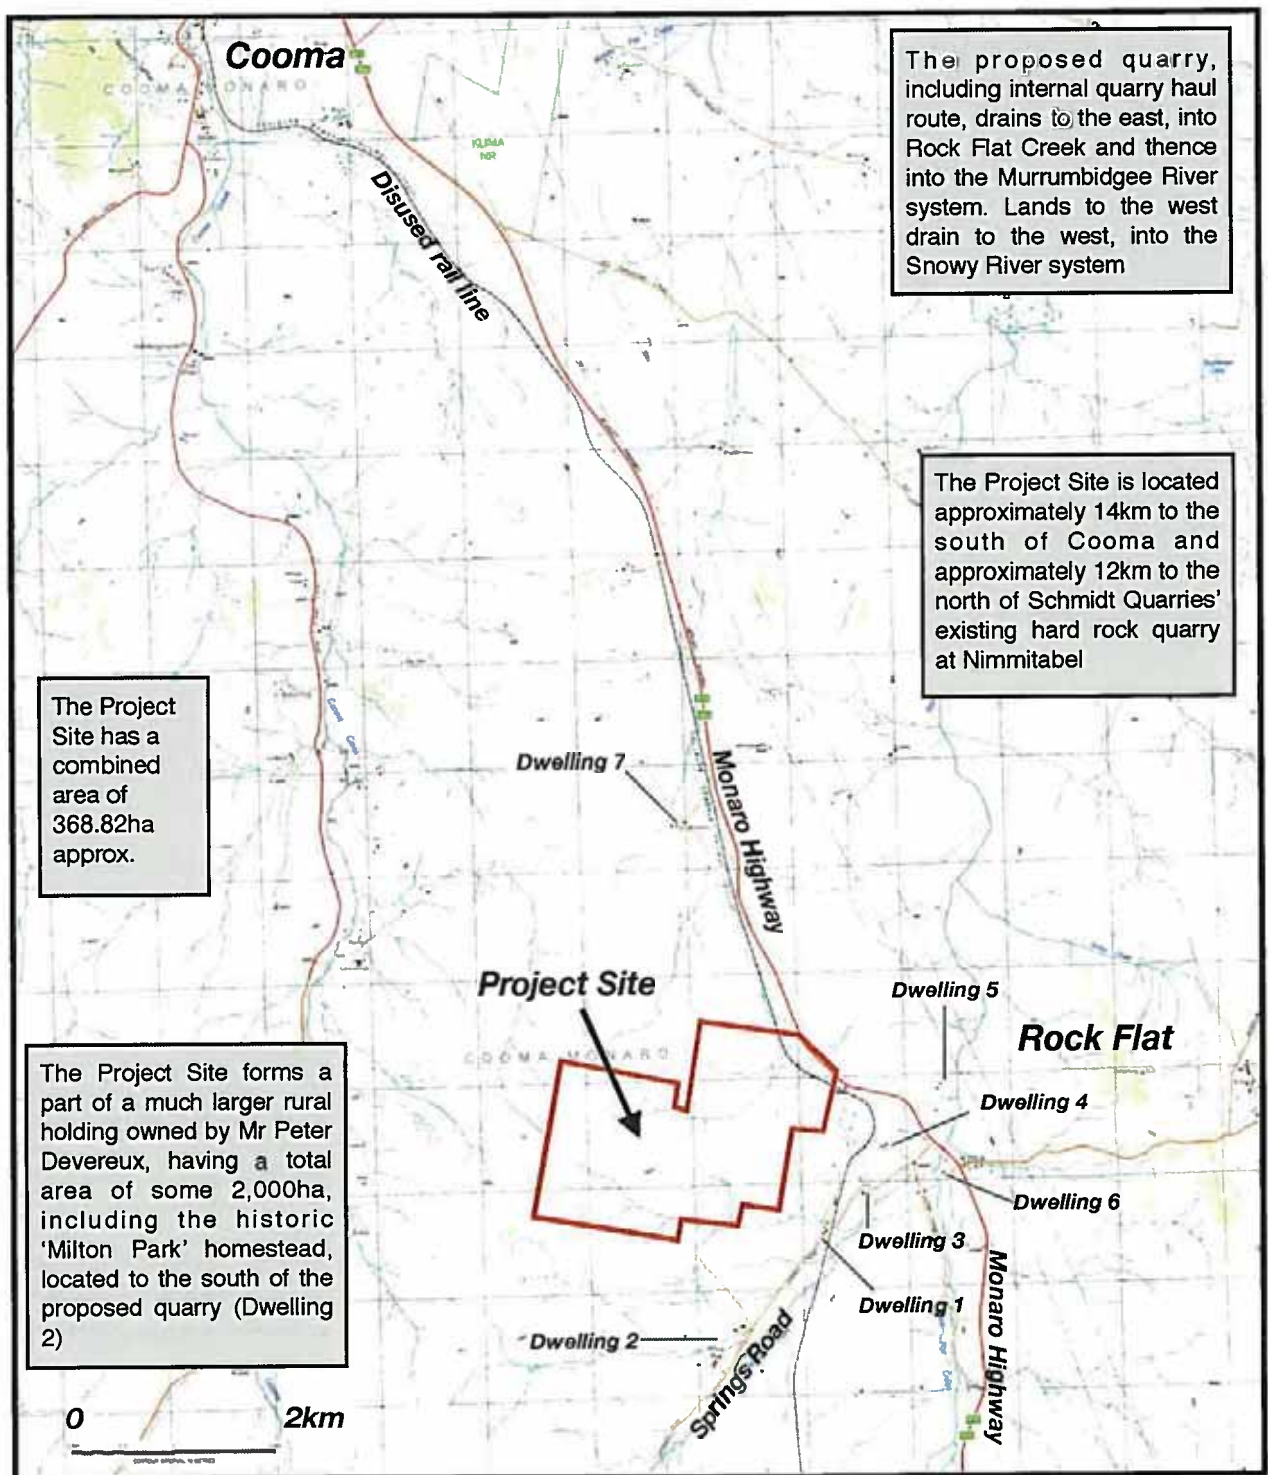 Cooma
COOMA MONARO
KUMA
NR
Disused rail line
The proposed quarry,
including internal quarry haul
route, drains to the east, into
Rock Flat Creek and thence
into the Murrumbidgee River
system. Lands to the west
drain to the west, into the
Snowy River system
The Project Site is located
approximately 14km to the
south of Cooma and
approximately 12km to the
north of Schmidt Quarries'
existing hard rock quarry
at Nimmitabel
The Project
Site has a
combined
area of
368.82ha
approx.
Dwelling 7
Monaro Highway
Project Site
COOMA MONARO
Dwelling 5
Rock Flat
Dwelling 4
Dwelling 6
Dwelling 3
Dwelling 1
Monaro Highway
Dwelling 2
Springs Road
The Project Site forms a
part of a much larger rural
holding owned by Mr Peter
Devereux, having a total
area of some 2,000ha,
including the historic
'Milton Park' homestead,
located to the south of the
proposed quarry (Dwelling
2)
0 2km